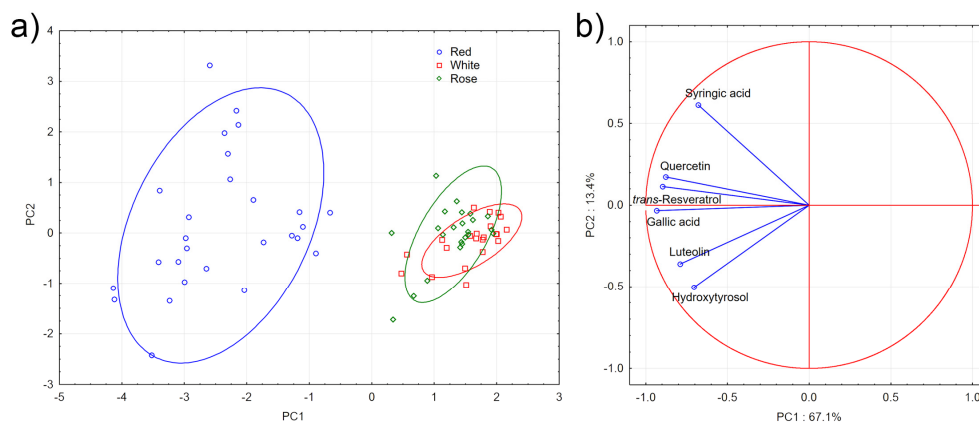 a)
Red
White
Rose
4
3
2
1
0
-1
-2
-3
PC2
-5 -4 -3 -2 -1 0 1 2 3
PC1
b)
1.0
0.5
0.0
-0.5
-1.0
PC2 : 13.4%
Syringic acid
Quercetin
trans-Resveratrol
Gallic acid
Luteolin
Hydroxytyrosol
-1.0 -0.5 0.0 0.5 1.0
PC1 : 67.1%